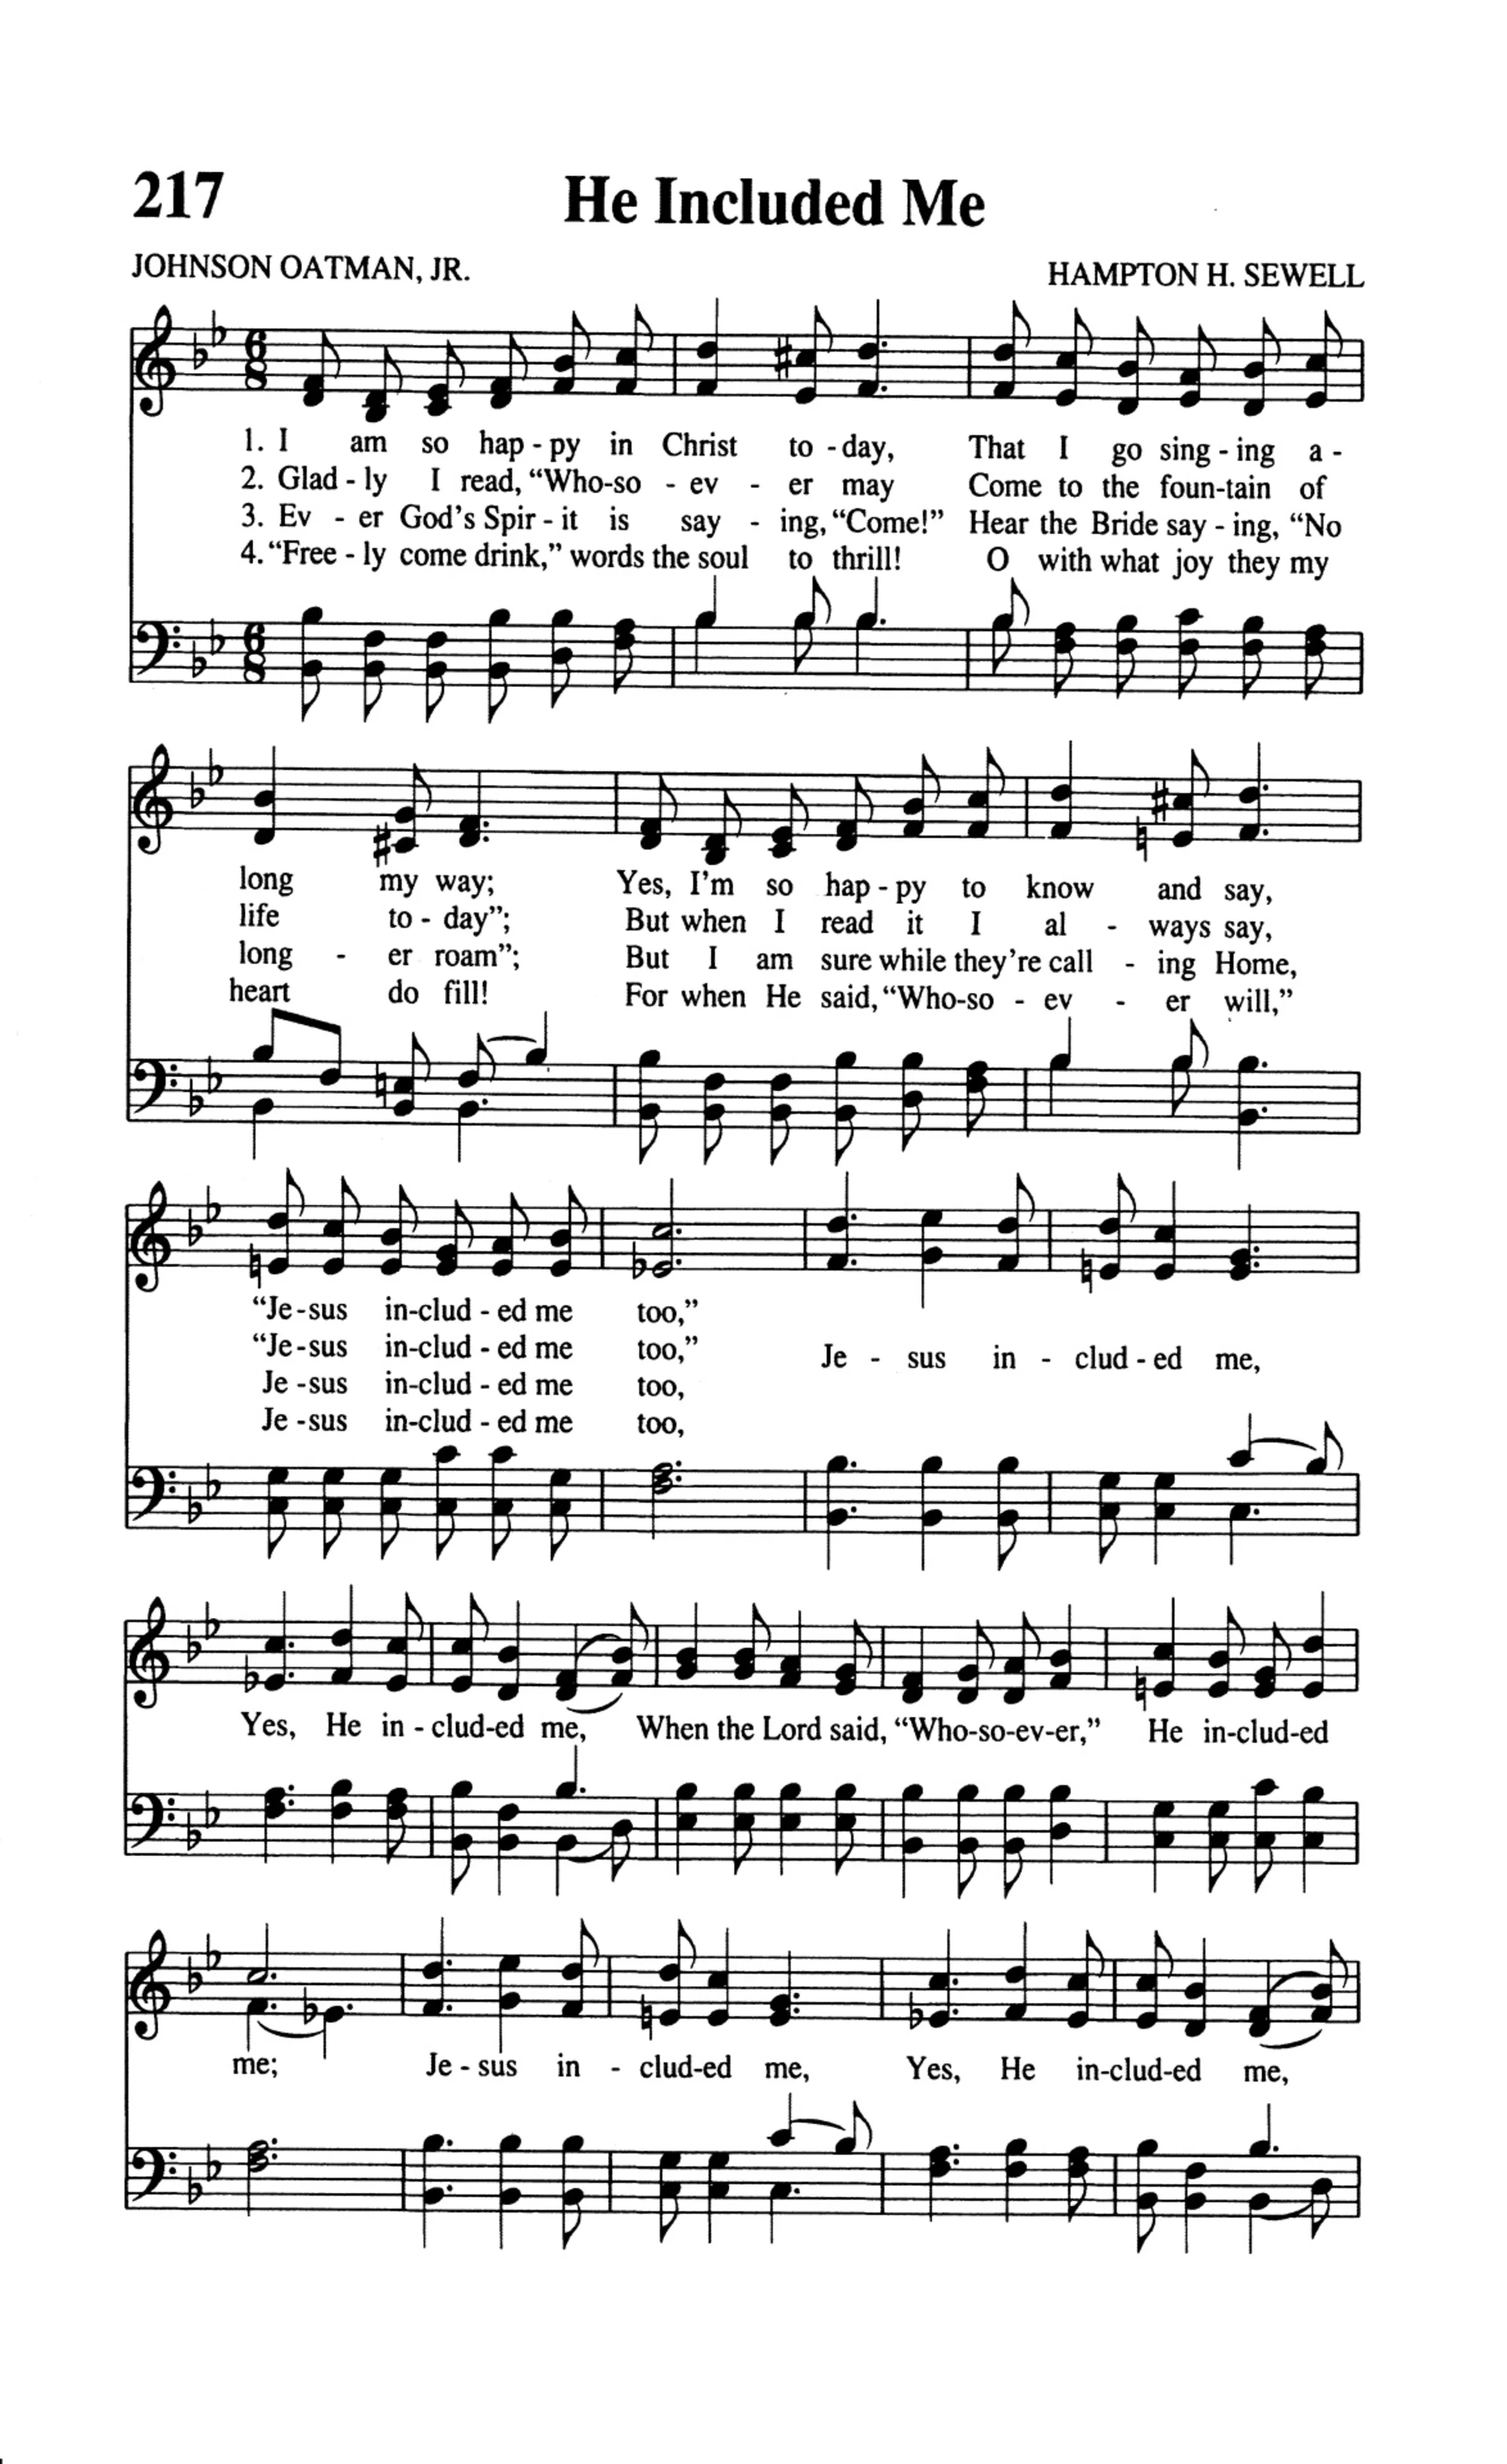 217 He Included Me
JOHNSON OATMAN, JR. HAMPTON H. SEWELL
1. I am so hap - py in Christ to - day, That I go sing - ing a -
2. Glad - ly I read, “Who-so - ev - er may Come to the foun-tain of
3. Ev - er God's Spir - it is say - ing, “Come!” Hear the Bride say - ing, “No
4. “Free - ly come drink,” words the soul to thrill! O with what joy they my
long my way; Yes, I'm so hap - py to know and say,
life to - day”; But when I read it I al - ways say,
long - er roam”; But I am sure while they're call - ing Home,
heart do fill! For when He said, “Who-so - ev - er will,”
“Je - sus in-clud - ed me too,”
“Je - sus in-clud - ed me too,” Je - sus in - clud - ed me,
Je - sus in-clud - ed me too,
Je - sus in-clud - ed me too,
Yes, He in - clud-ed me, When the Lord said, “Who-so-ev-er,” He in-clud-ed
me; Je - sus in - clud-ed me, Yes, He in-clud-ed me,